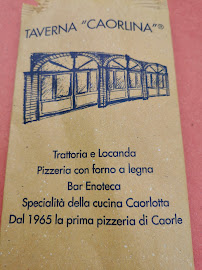 TAVERNA "CAORLINA"®
Trattoria e Locanda
Pizzeria con forno a legna
Bar Enoteca
Specialità della cucina Caorlotta
Dal 1965 la prima pizzeria di Caorle